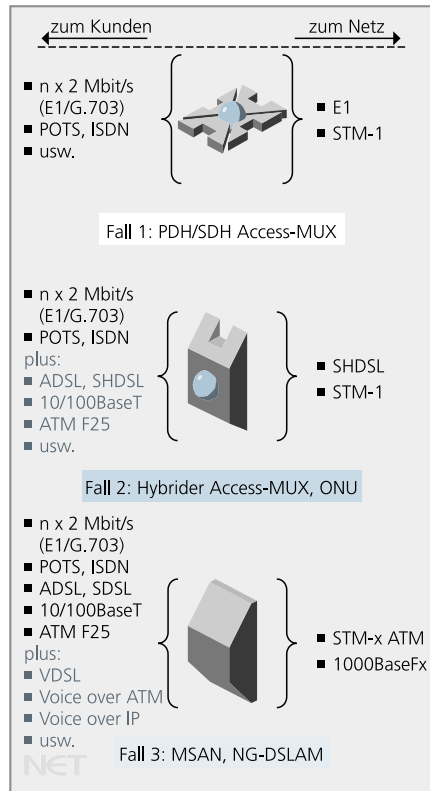 zum Kunden zum Netz
n x 2 Mbit/s
(E1/G.703)
POTS, ISDN
usw.
E1
STM-1
Fall 1: PDH/SDH Access-MUX
n x 2 Mbit/s
(E1/G.703)
POTS, ISDN
plus:
ADSL, SHDSL
10/100BaseT
ATM F25
usw.
SHDSL
STM-1
Fall 2: Hybrider Access-MUX, ONU
n x 2 Mbit/s
(E1/G.703)
POTS, ISDN
ADSL, SDSL
10/100BaseT
ATM F25
plus:
VDSL
Voice over ATM
Voice over IP
usw.
STM-x ATM
1000BaseFx
Fall 3: MSAN, NG-DSLAM
NET